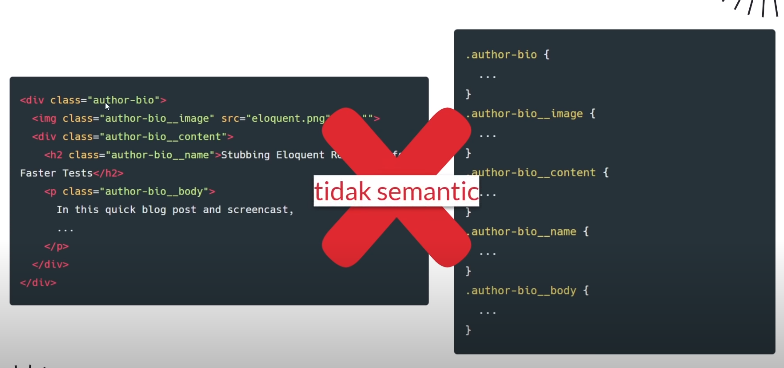 <div class="author-bio">
<img class="author-bio__image" src="eloquent.png" "">
<div class="author-bio__content">
<h2 class="author-bio__name">Stubbing Eloquent
Faster Tests</h2>
<p class="author-bio__body">
In this quick blog post and screencast,
...
</p>
</div>
</div>
tidak semantic
.author-bio {
...
}
.author-bio__image {
...
}
.author-bio__content {
...
}
.author-bio__name {
...
}
.author-bio__body {
...
}